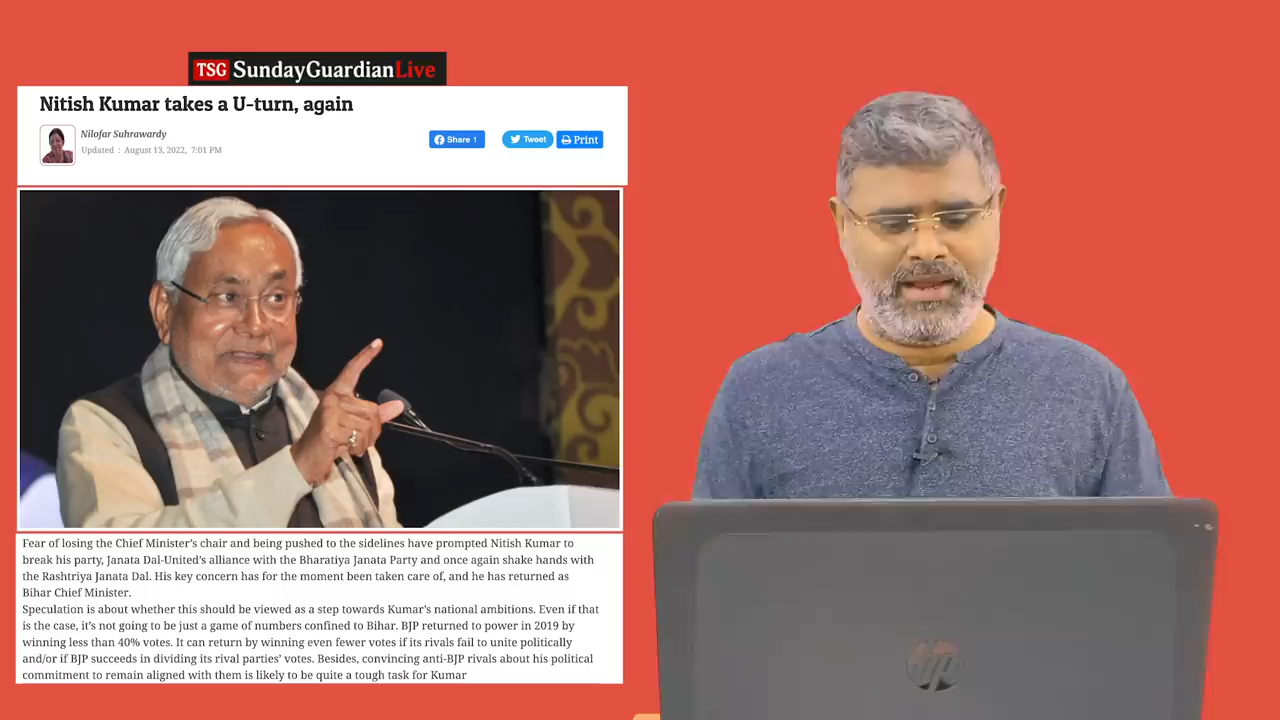 TSG SundayGuardianLive
Nitish Kumar takes a U-turn, again
Nilofar Suhrawardy
Updated : August 13, 2022, 7:01 PM
Share 1
Tweet
Print
Fear of losing the Chief Minister's chair and being pushed to the sidelines have prompted Nitish Kumar to
break his party, Janata Dal-United's alliance with the Bharatiya Janata Party and once again shake hands with
the Rashtriya Janata Dal. His key concern has for the moment been taken care of, and he has returned as
Bihar Chief Minister.
Speculation is about whether this should be viewed as a step towards Kumar's national ambitions. Even if that
is the case, it's not going to be just a game of numbers confined to Bihar. BJP returned to power in 2019 by
winning less than 40% votes. It can return by winning even fewer votes if its rivals fail to unite politically
and/or if BJP succeeds in dividing its rival parties' votes. Besides, convincing anti-BJP rivals about his political
commitment to remain aligned with them is likely to be quite a tough task for Kumar
hp